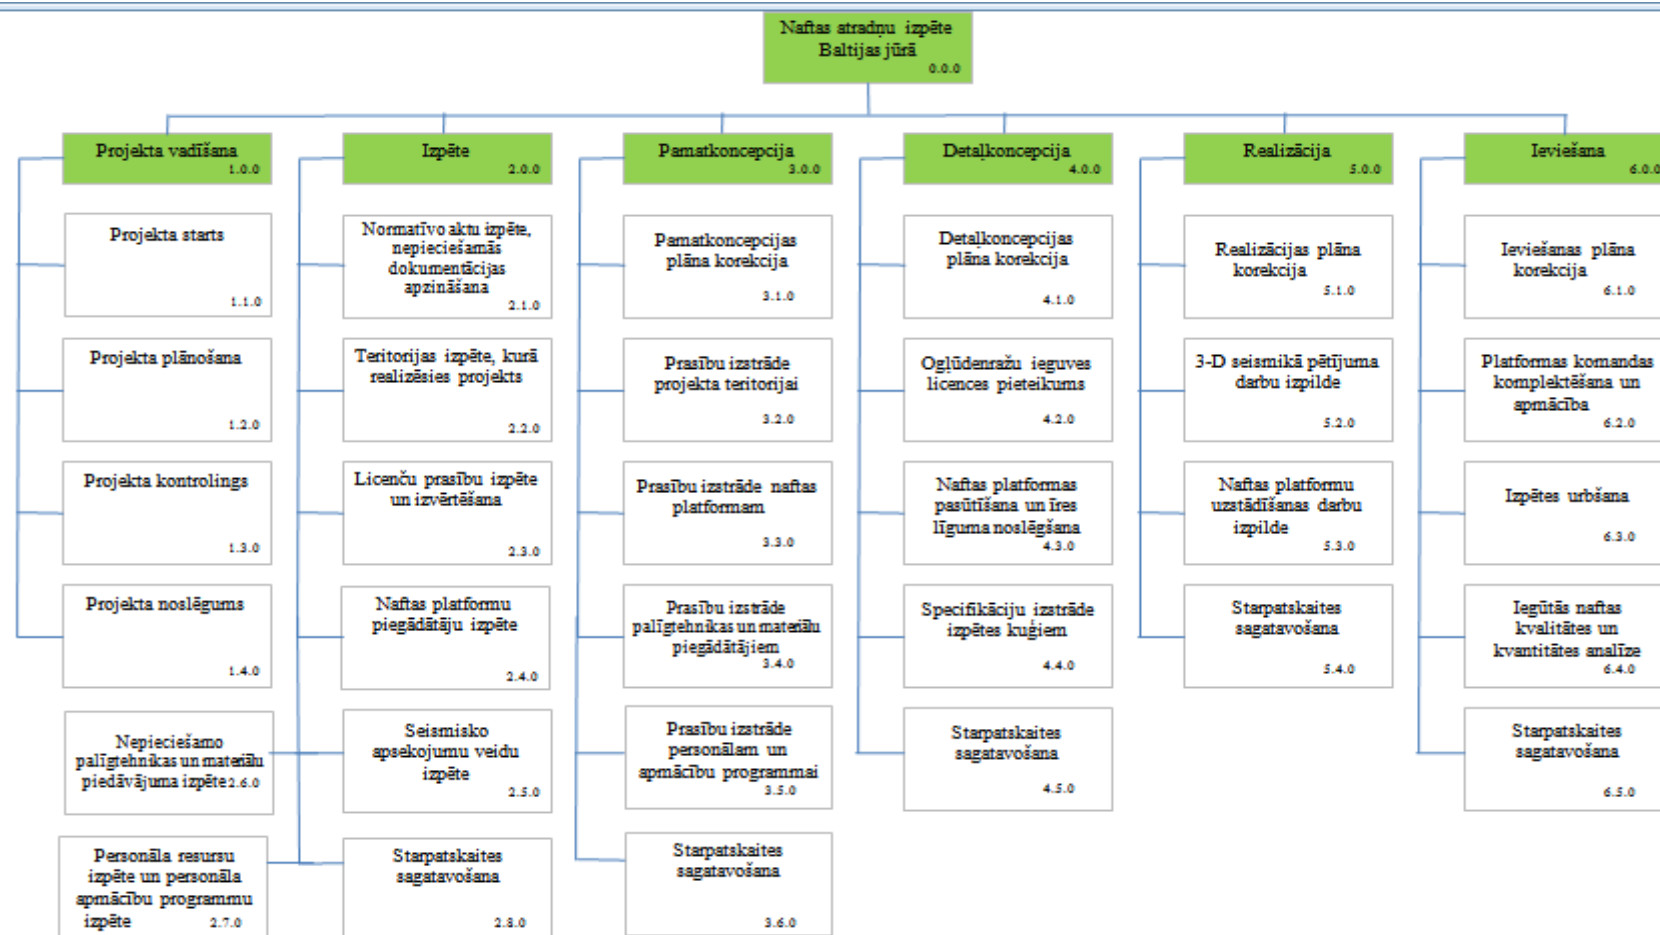 Naftas atradņu izpēte
Baltijas jūrā
0.0.0
Projekta vadīšana
1.0.0
Projekta starts
1.1.0
Projekta plānošana
1.2.0
Projekta kontrolings
1.3.0
Projekta noslēgums
1.4.0
Izpēte
2.0.0
Normatīvo aktu izpēte,
nepieciešamās
dokumentācijas
apzināšana
2.1.0
Teritorijas izpēte, kurā
realizēsies projekts
2.2.0
Licenču prasību izpēte
un izvērtēšana
2.3.0
Naftas platformu
piegādātāju izpēte
2.4.0
Seismisko
apsekojumu veidu
izpēte
2.5.0
Nepieciešamo
palīgtehnikas un materiālu
piedāvājuma izpēte 2.6.0
Personāla resursu
izpēte un personāla
apmācību programmu
izpēte 2.7.0
Starpatskaites
sagatavošana
2.8.0
Pamatkoncepcija
3.0.0
Pamatkoncepcijas
plāna korekcija
3.1.0
Prasību izstrāde
projekta teritorijai
3.2.0
Prasību izstrāde naftas
platformam
3.3.0
Prasību izstrāde
palīgtehnikas un materiālu
piegādātājiem
3.4.0
Prasību izstrāde
personālam un
apmācību programmai
3.5.0
Starpatskaites
sagatavošana
3.6.0
Detaļkoncepcija
4.0.0
Detaļkoncepcijas
plāna korekcija
4.1.0
Ogļūdenražu ieguves
licences pieteikums
4.2.0
Naftas platformas
pasūtīšana un īres
līguma noslēgšana
4.3.0
Specifikāciju izstrāde
izpētes kuģiem
4.4.0
Starpatskaites
sagatavošana
4.5.0
Realizācija
5.0.0
Realizācijas plāna
korekcija
5.1.0
3-D seismikā pētījuma
darbu izpilde
5.2.0
Naftas platformu
uzstādīšanas darbu
izpilde
5.3.0
Starpatskaites
sagatavošana
5.4.0
Ieviešana
6.0.0
Ieviešanas plāna
korekcija
6.1.0
Platformas komandas
komplektēšana un
apmācība
6.2.0
Izpētes urbšana
6.3.0
Iegūtās naftas
kvalitātes un
kvantitātes analīze
6.4.0
Starpatskaites
sagatavošana
6.5.0